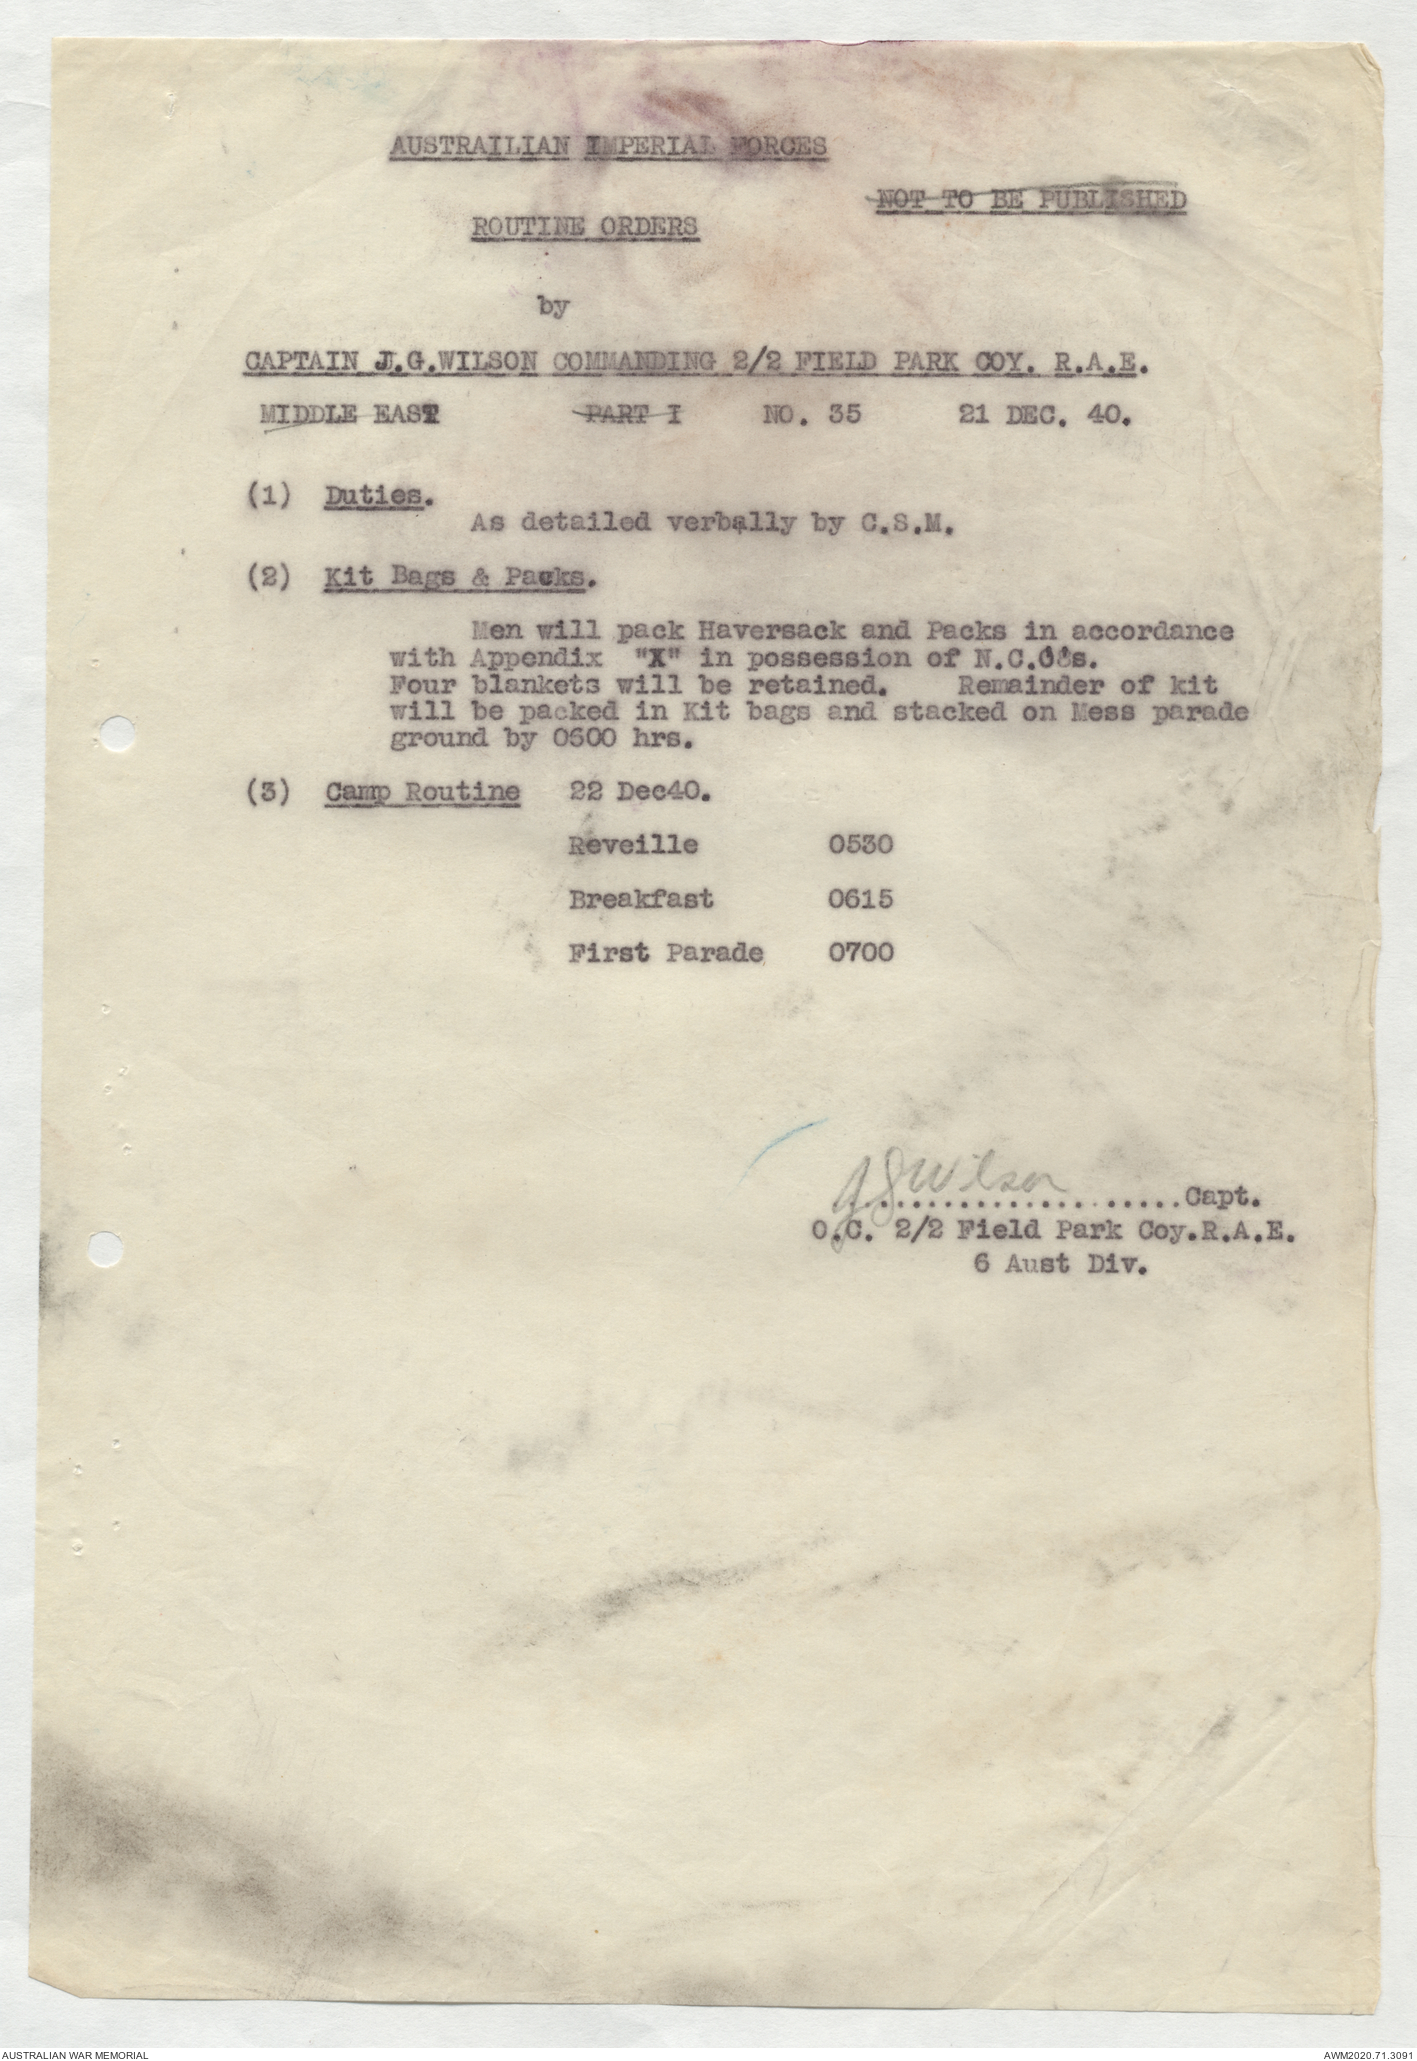 AUSTRAILIAN IMPERIAL FORCES
NOT TO BE PUBLISHED
ROUTINE ORDERS
by
CAPTAIN J.G.WILSON COMMANDING 2/2 FIELD PARK COY. R.A.E.
MIDDLE EAST PART I NO. 35 21 DEC. 40.
(1) Duties.
As detailed verbally by C.S.M.
(2) Kit Bags & Packs.
Men will pack Haversack and Packs in accordance
with Appendix "X" in possession of N.C.O's.
Four blankets will be retained. Remainder of kit
will be packed in Kit bags and stacked on Mess parade
ground by 0600 hrs.
(3) Camp Routine 22 Dec40.
Reveille 0530
Breakfast 0615
First Parade 0700
JGWilson
....................Capt.
O.C. 2/2 Field Park Coy.R.A.E.
6 Aust Div.
AUSTRALIAN WAR MEMORIAL AWM2020.71.3091